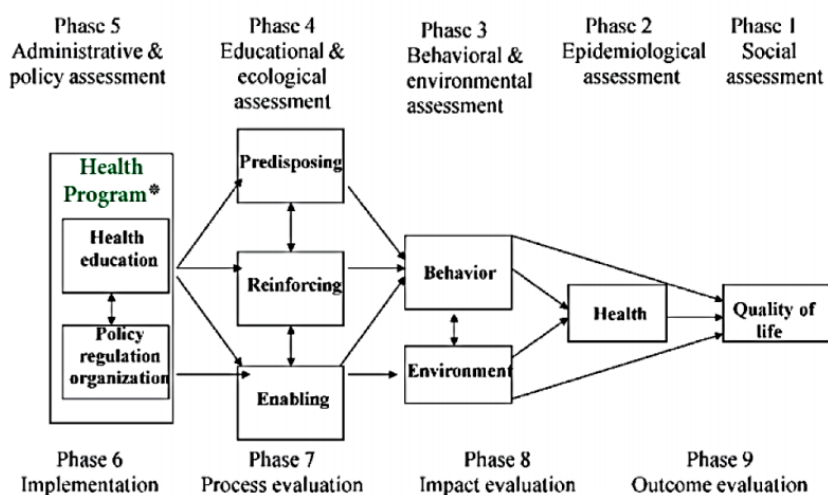 Phase 5
Administrative &
policy assessment
Phase 4
Educational &
ecological
assessment
Phase 3
Behavioral &
environmental
assessment
Phase 2
Epidemiological
assessment
Phase 1
Social
assessment
Health
Program*
Health
education
Policy
regulation
organization
Predisposing
Reinforcing
Enabling
Behavior
Environment
Health
Quality of
life
Phase 6
Implementation
Phase 7
Process evaluation
Phase 8
Impact evaluation
Phase 9
Outcome evaluation